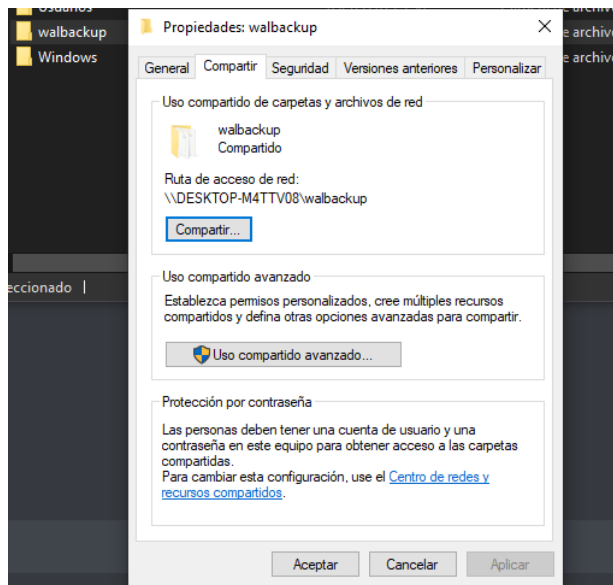 Usuarios
walbackup
Windows
e archiv
e archiv
eccionado
Propiedades: walbackup
General Compartir Seguridad Versiones anteriores Personalizar
Uso compartido de carpetas y archivos de red
walbackup
Compartido
Ruta de acceso de red:
\\DESKTOP-M4TTV08\walbackup
Compartir...
Uso compartido avanzado
Establezca permisos personalizados, cree múltiples recursos
compartidos y defina otras opciones avanzadas para compartir.
Uso compartido avanzado...
Protección por contraseña
Las personas deben tener una cuenta de usuario y una
contraseña en este equipo para obtener acceso a las carpetas
compartidas.
Para cambiar esta configuración, use el Centro de redes y
recursos compartidos.
Aceptar Cancelar Aplicar